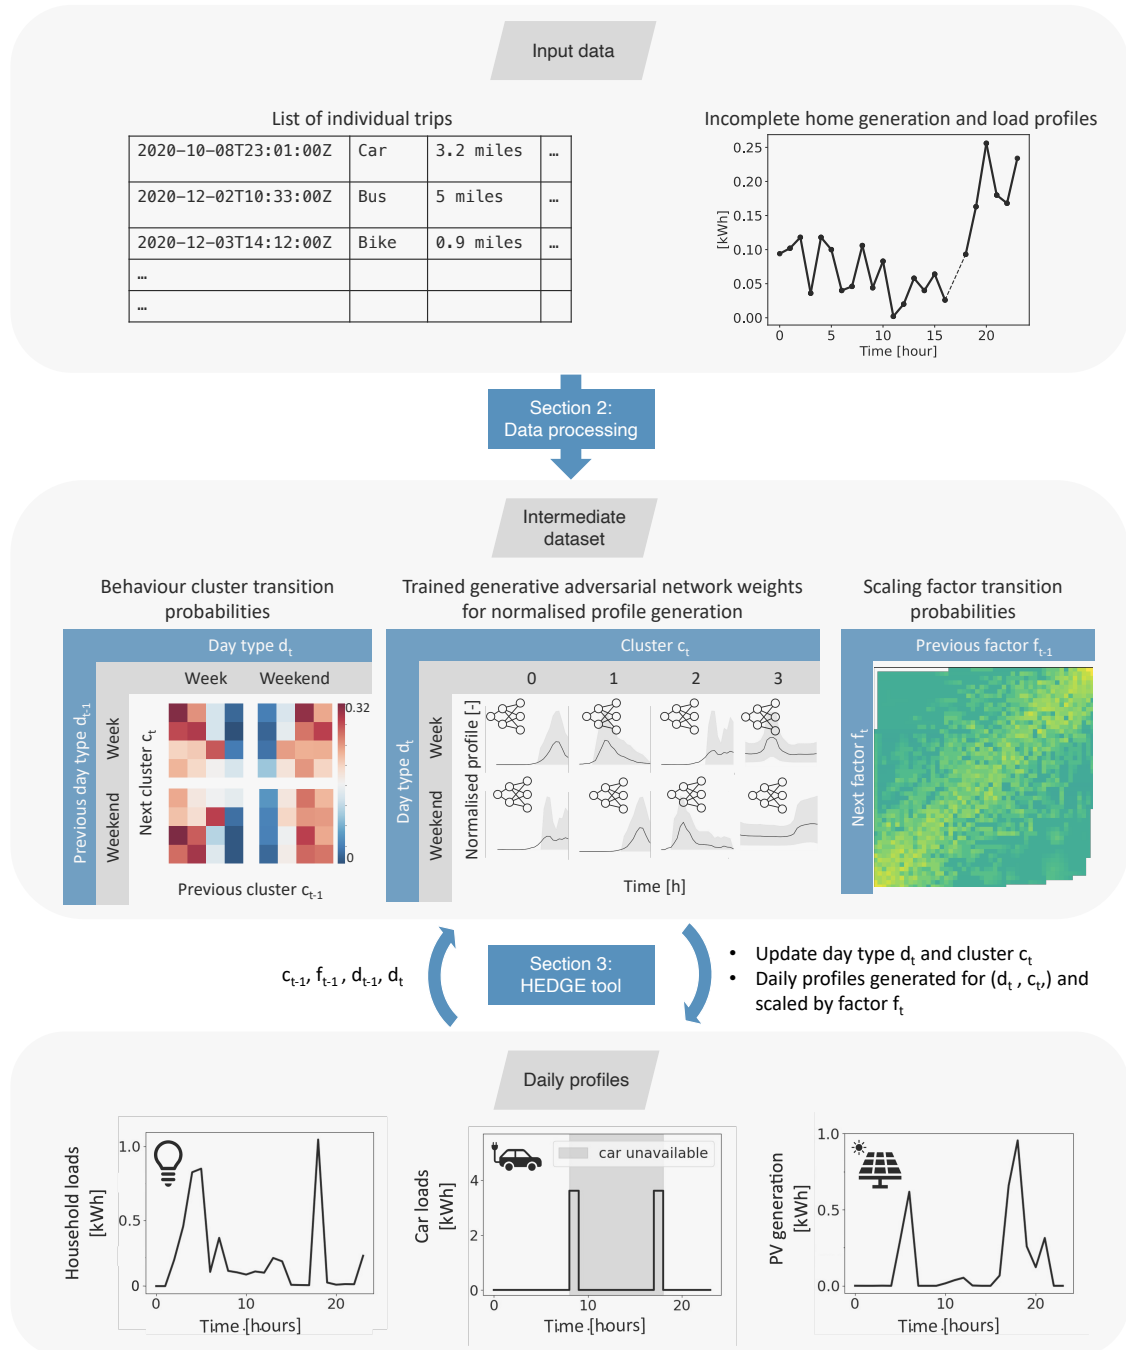 Input data
List of individual trips
2020-10-08T23:01:00Z Car 3.2 miles …
2020-12-02T10:33:00Z Bus 5 miles …
2020-12-03T14:12:00Z Bike 0.9 miles …
…
…
Incomplete home generation and load profiles
[kWh]
0.25
0.20
0.15
0.10
0.05
0.00
0 5 10 15 20
Time [hour]
Section 2:
Data processing
Intermediate
dataset
Behaviour cluster transition
probabilities
Day type dt
Week Weekend
Previous day type dt-1
Week
Weekend
Next cluster ct
0.32
0
Previous cluster ct-1
Trained generative adversarial network weights
for normalised profile generation
Cluster ct
0 1 2 3
Day type dt
Week
Weekend
Normalised profile [-]
Time [h]
Scaling factor transition
probabilities
Previous factor ft-1
Next factor ft
ct-1, ft-1 , dt-1, dt
Section 3:
HEDGE tool
• Update day type dt and cluster ct
• Daily profiles generated for (dt , ct,) and
scaled by factor ft
Daily profiles
Household loads
[kWh]
1.0
0.5
0
0 20
Time [hours]
Car loads
[kWh]
car unavailable
4
2
0
0 10 20
Time [hours]
PV generation
[kWh]
1.0
0.5
0.0
0 20
Time [hours]